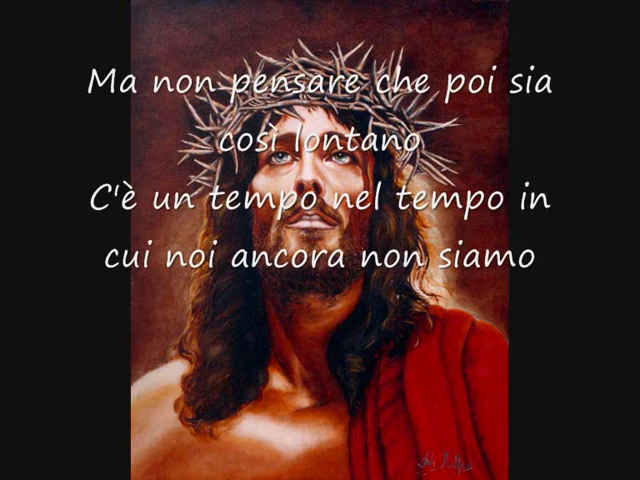 Ma non pensare che poi sia
così lontano
C'è un tempo nel tempo in
cui noi ancora non siamo